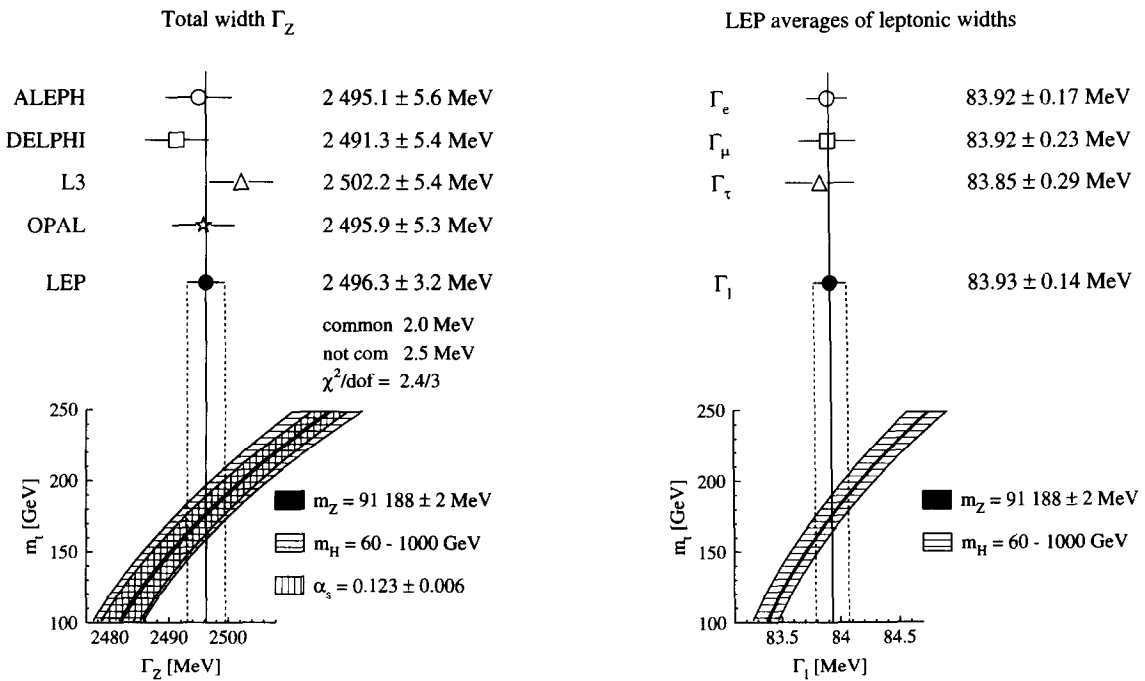 Total width Γ_Z
ALEPH 2 495.1 ± 5.6 MeV
DELPHI 2 491.3 ± 5.4 MeV
L3 2 502.2 ± 5.4 MeV
OPAL 2 495.9 ± 5.3 MeV
LEP 2 496.3 ± 3.2 MeV
common 2.0 MeV
not com 2.5 MeV
χ²/dof = 2.4/3
250
200
150
100
m_t [GeV]
m_Z = 91 188 ± 2 MeV
m_H = 60 - 1000 GeV
α_s = 0.123 ± 0.006
2480 2490 2500
Γ_Z [MeV]
LEP averages of leptonic widths
Γ_e 83.92 ± 0.17 MeV
Γ_μ 83.92 ± 0.23 MeV
Γ_τ 83.85 ± 0.29 MeV
Γ_l 83.93 ± 0.14 MeV
250
200
150
100
m_t [GeV]
m_Z = 91 188 ± 2 MeV
m_H = 60 - 1000 GeV
83.5 84 84.5
Γ_l [MeV]